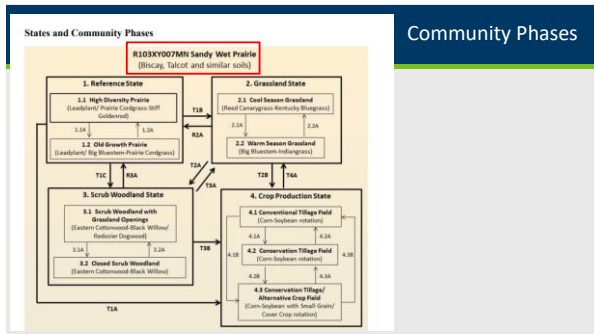 Community Phases
States and Community Phases
R103XY007MN Sandy Wet Prairie
(Biscay, Talcot and similar soils)
1. Reference State
1.1 High Diversity Prairie
(Leadplant/ Prairie Cordgrass-Stiff
Goldenrod)
1.1A
1.2A
1.2 Old Growth Prairie
(Leadplant/ Big Bluestem-Prairie Cordgrass)
T1B
R2A
2. Grassland State
2.1 Cool Season Grassland
(Reed Canarygrass-Kentucky Bluegrass)
2.1A
2.2A
2.2 Warm Season Grassland
(Big Bluestem-Indiangrass)
T1C
R3A
T2A
T3A
T2B
T4A
3. Scrub Woodland State
3.1 Scrub Woodland with
Grassland Openings
(Eastern Cottonwood-Black Willow/
Redosier Dogwood)
3.1A
3.2A
3.2 Closed Scrub Woodland
(Eastern Cottonwood-Black Willow)
T3B
4. Crop Production State
4.1 Conventional Tillage Field
(Corn-Soybean rotation)
4.1A
4.2A
4.2 Conservation Tillage Field
(Corn-Soybean rotation)
4.1B
4.3B
4.2B
4.3A
4.3 Conservation Tillage/
Alternative Crop Field
(Corn-Soybean with Small Grain/
Cover Crop rotation)
T1A